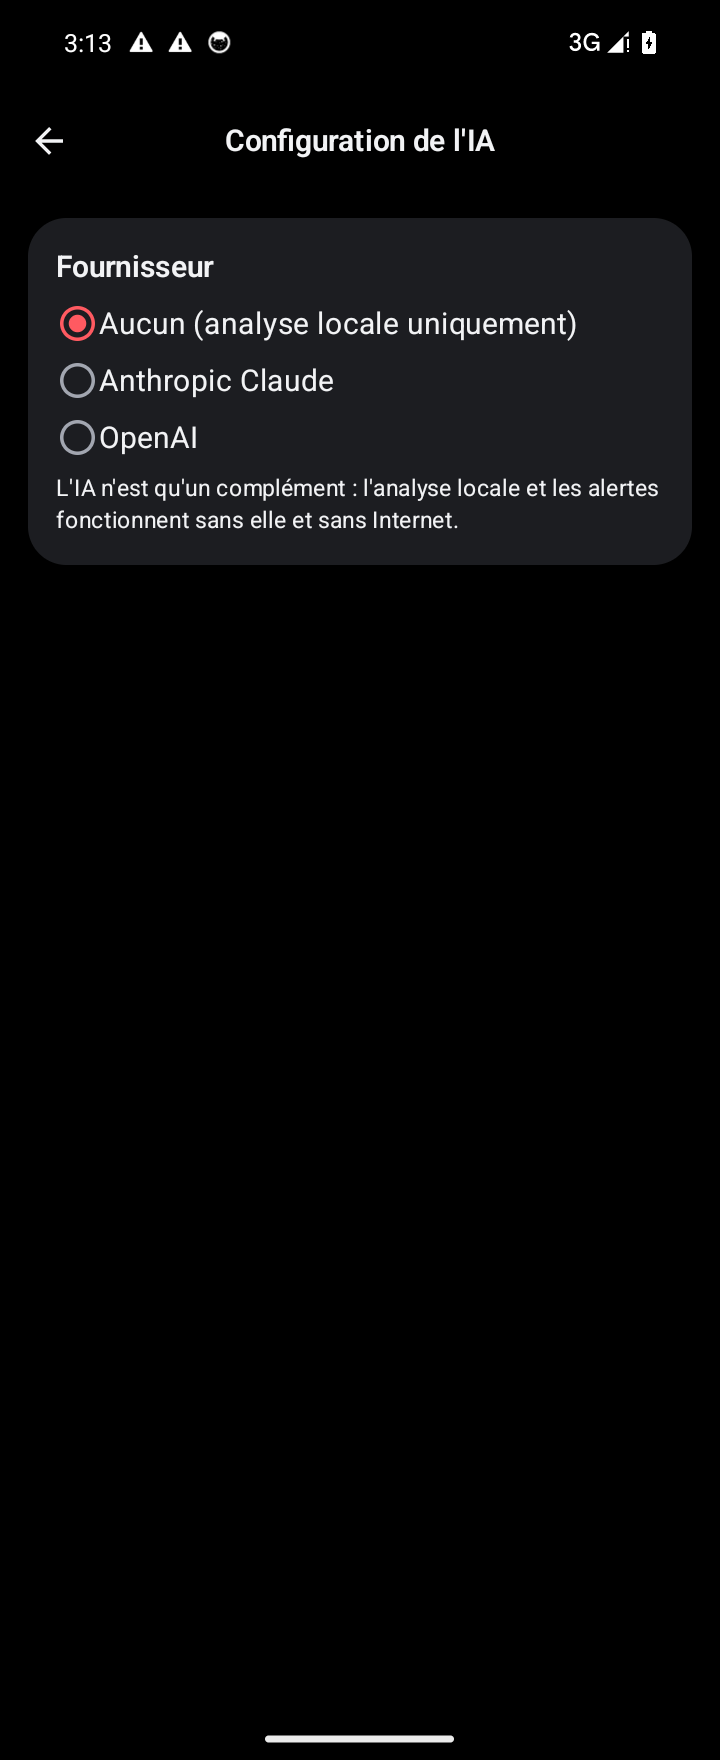 3:13
3G
Configuration de l'IA
Fournisseur
Aucun (analyse locale uniquement)
Anthropic Claude
OpenAI
L'IA n'est qu'un complément : l'analyse locale et les alertes
fonctionnent sans elle et sans Internet.